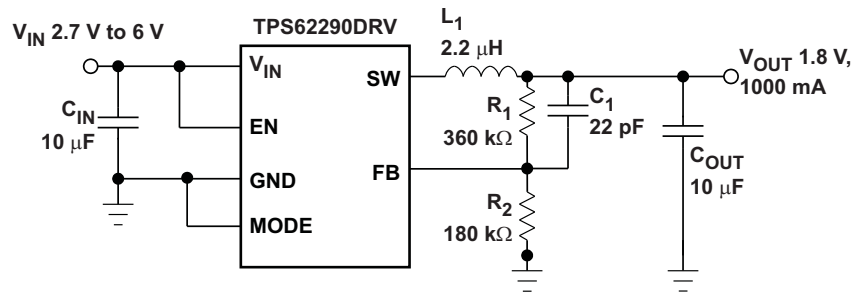 TPS62290DRV
V_IN 2.7 V to 6 V
C_IN
10 μF
V_IN
EN
GND
MODE
SW
FB
L_1
2.2 μH
R_1
360 kΩ
C_1
22 pF
R_2
180 kΩ
V_OUT 1.8 V,
1000 mA
C_OUT
10 μF